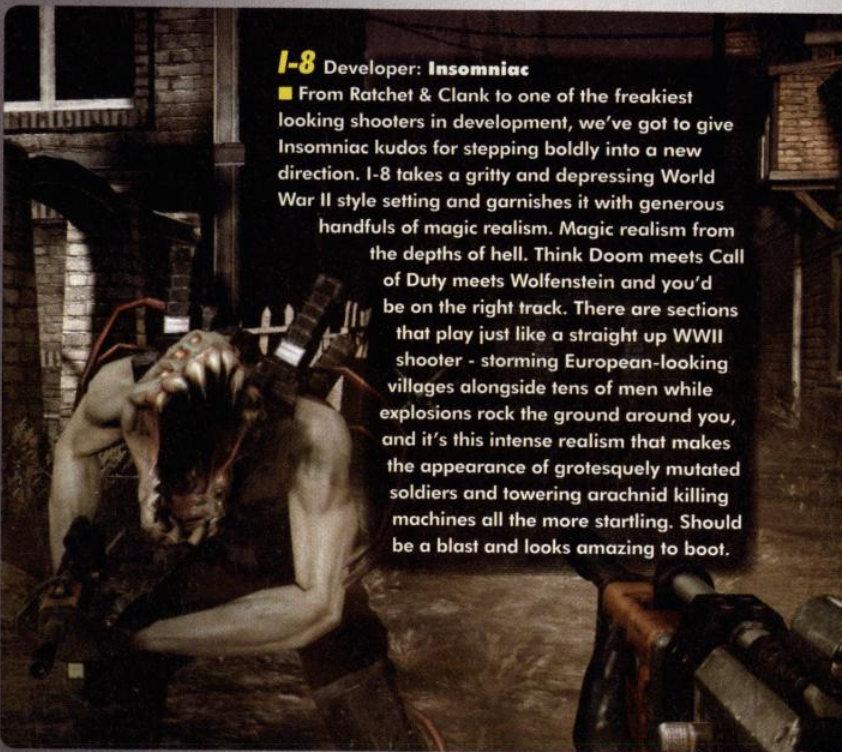 I-8 Developer: Insomniac
■ From Ratchet & Clank to one of the freakiest
looking shooters in development, we've got to give
Insomniac kudos for stepping boldly into a new
direction. I-8 takes a gritty and depressing World
War II style setting and garnishes it with generous
handfuls of magic realism. Magic realism from
the depths of hell. Think Doom meets Call
of Duty meets Wolfenstein and you'd
be on the right track. There are sections
that play just like a straight up WWII
shooter - storming European-looking
villages alongside tens of men while
explosions rock the ground around you,
and it's this intense realism that makes
the appearance of grotesquely mutated
soldiers and towering arachnid killing
machines all the more startling. Should
be a blast and looks amazing to boot.